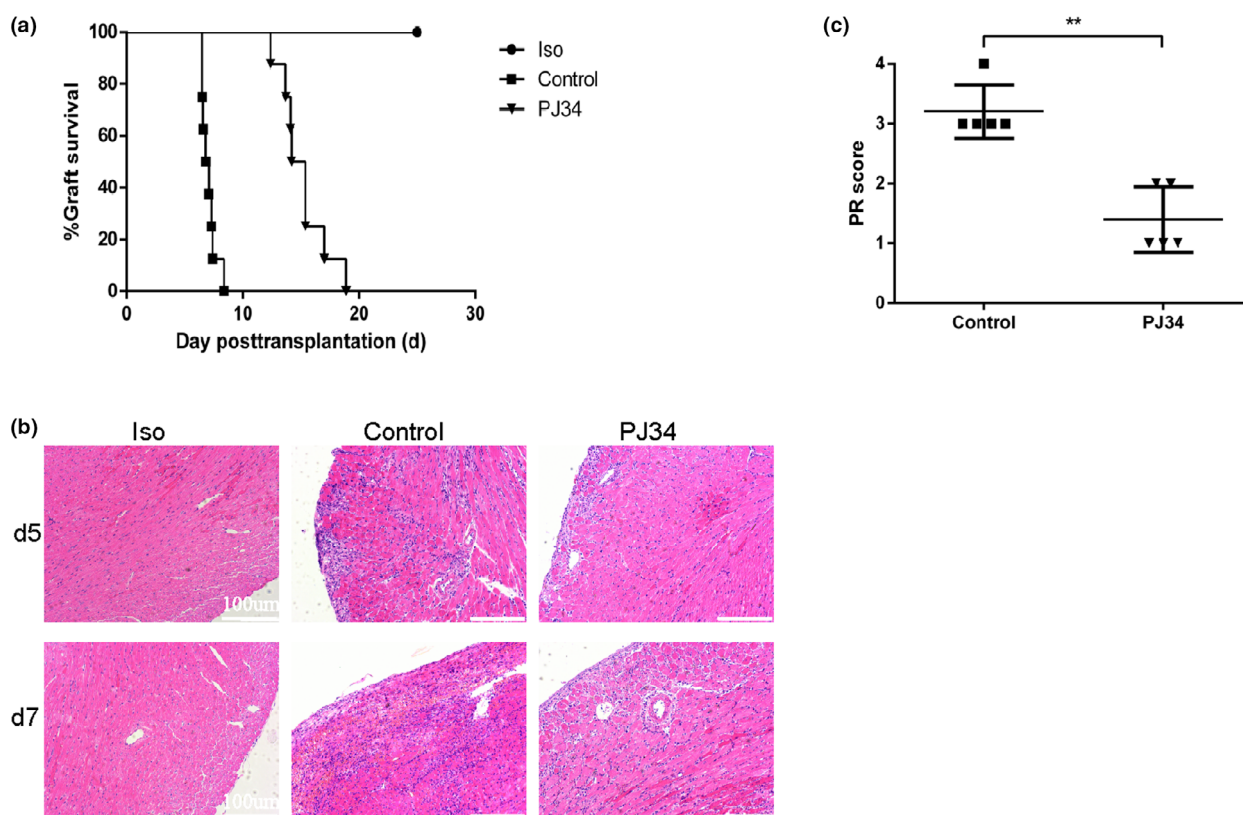 (a)
100
80
60
40
20
0
%Graft survival
0 10 20 30
Day posttransplantation (d)
Iso
Control
PJ34
(c)
**
4
3
2
1
0
PR score
Control PJ34
(b)
Iso Control PJ34
d5
100um
d7
100um